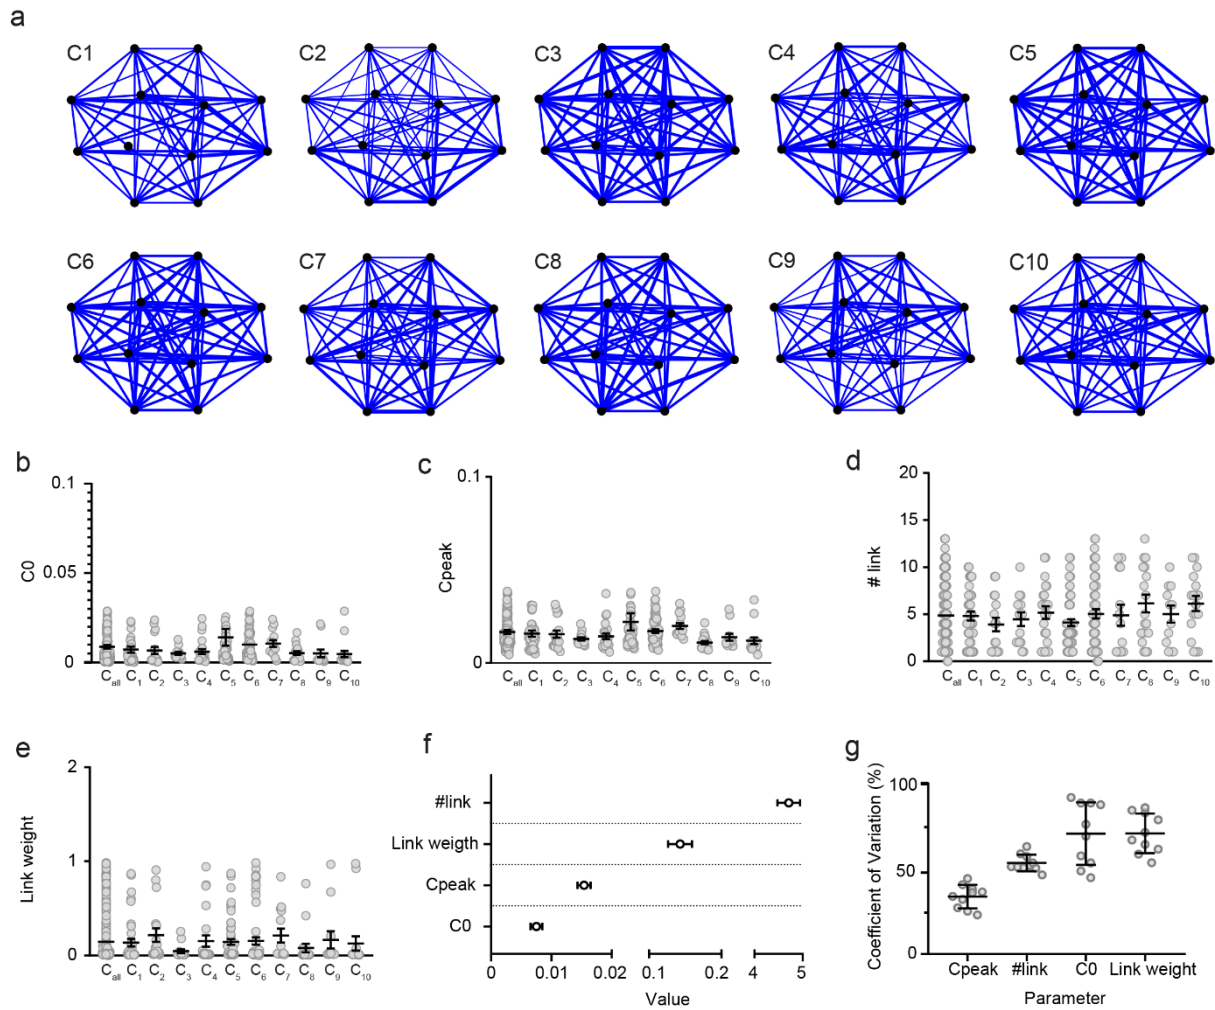 a
C1 C2 C3 C4 C5
C6 C7 C8 C9 C10
b
0.1
0.05
0
C0
Call C1 C2 C3 C4 C5 C6 C7 C8 C9 C10
c
0.1
0
Cpeak
Call C1 C2 C3 C4 C5 C6 C7 C8 C9 C10
d
20
15
10
5
0
# link
Call C1 C2 C3 C4 C5 C6 C7 C8 C9 C10
e
2
1
0
Link weight
Call C1 C2 C3 C4 C5 C6 C7 C8 C9 C10
f
#link
Link weigth
Cpeak
C0
0 0.01 0.02 0.1 0.2 4 5
Value
g
100
50
0
Coefficient of Variation (%)
Cpeak #link C0 Link weight
Parameter